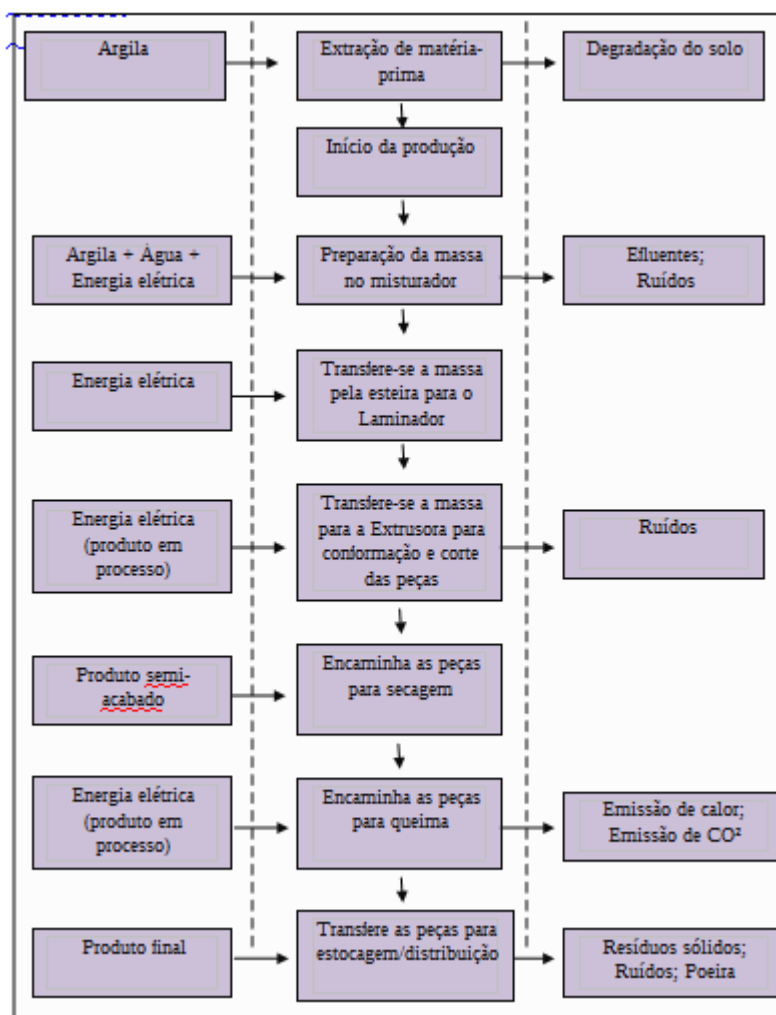 Argila
Extração de matéria-
prima
Degradação do solo
Início da produção
Argila + Água +
Energia elétrica
Preparação da massa
no misturador
Efluentes;
Ruídos
Energia elétrica
Transfere-se a massa
pela esteira para o
Laminador
Energia elétrica
(produto em
processo)
Transfere-se a massa
para a Extrusora para
conformação e corte
das peças
Ruídos
Produto semi-
acabado
Encaminha as peças
para secagem
Energia elétrica
(produto em
processo)
Encaminha as peças
para queima
Emissão de calor;
Emissão de CO²
Produto final
Transfere as peças para
estocagem/distribuição
Resíduos sólidos;
Ruídos; Poeira